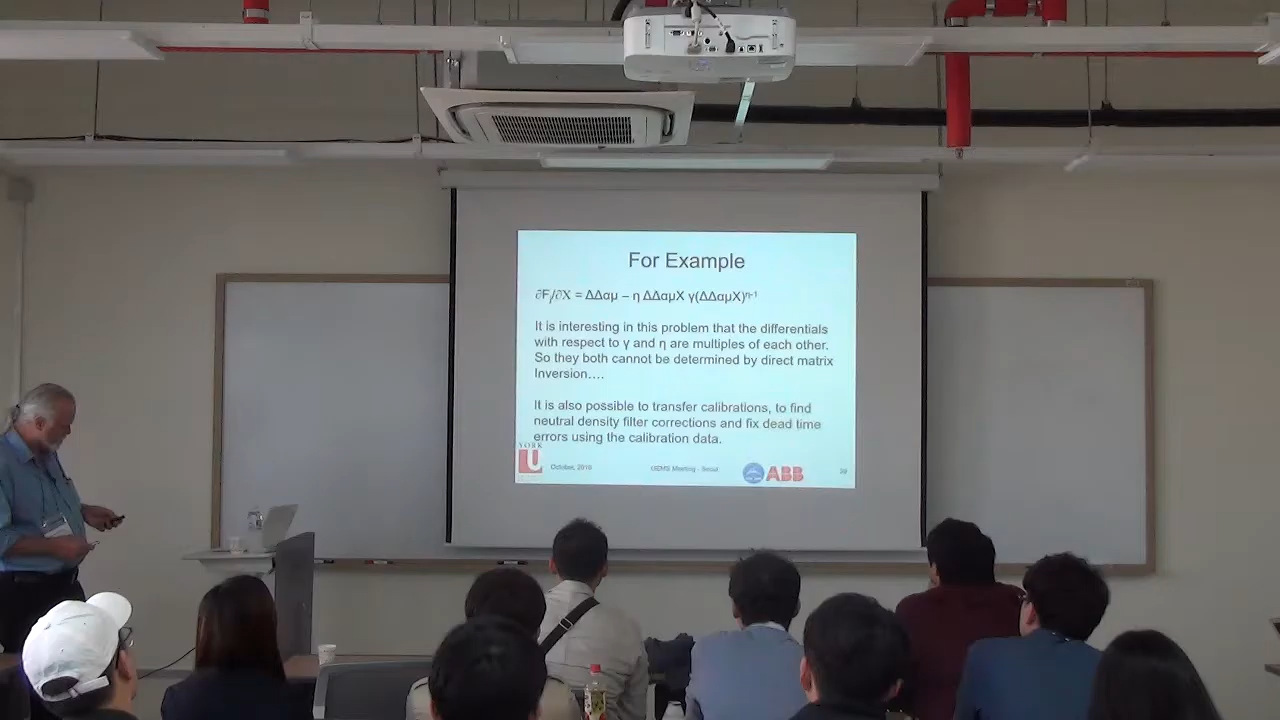 For Example
∂F/∂X = ΔΔαμ – η ΔΔαμX γ(ΔΔαμX)^η-1
It is interesting in this problem that the differentials
with respect to γ and η are multiples of each other.
So they both cannot be determined by direct matrix
Inversion….
It is also possible to transfer calibrations, to find
neutral density filter corrections and fix dead time
errors using the calibration data.
YORK
U
October, 2019
Meeting - Seoul
ABB